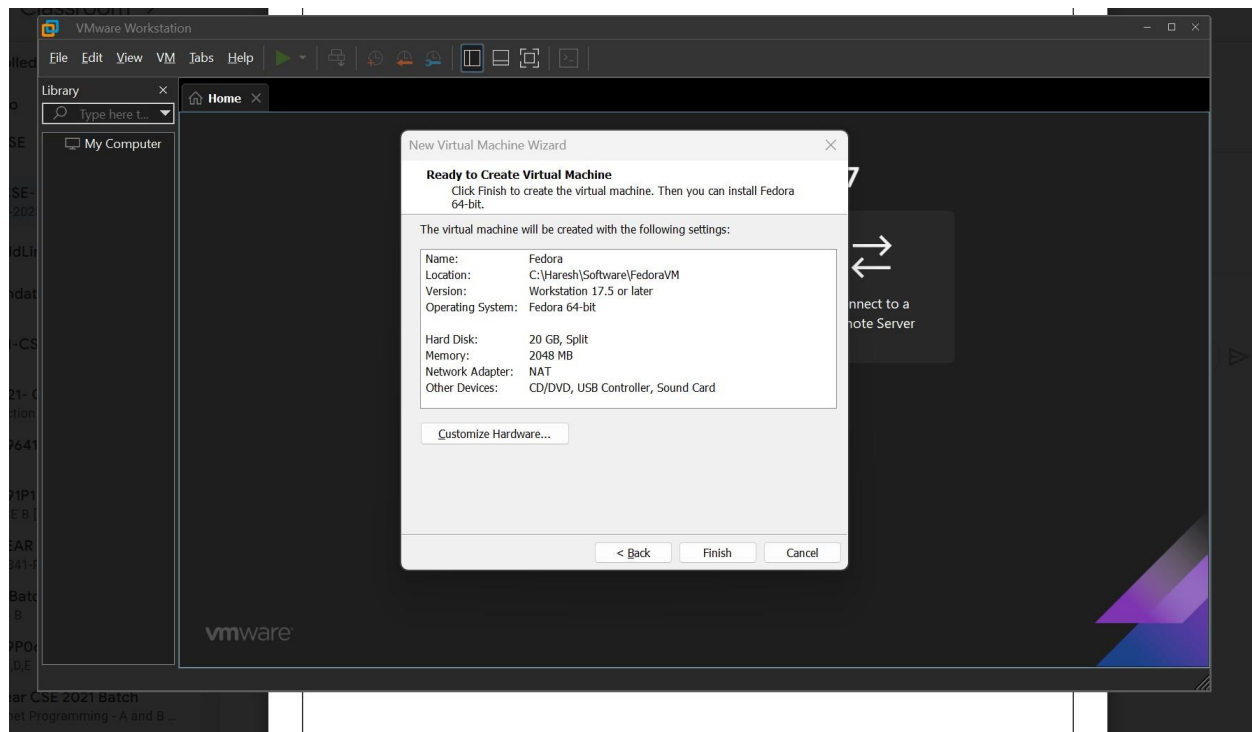 Classroom
VMware Workstation
File Edit View VM Tabs Help
Library
Home
Type here t...
My Computer
New Virtual Machine Wizard
Ready to Create Virtual Machine
Click Finish to create the virtual machine. Then you can install Fedora
64-bit.
The virtual machine will be created with the following settings:
Name: Fedora
Location: C:\Haresh\Software\FedoraVM
Version: Workstation 17.5 or later
Operating System: Fedora 64-bit
Hard Disk: 20 GB, Split
Memory: 2048 MB
Network Adapter: NAT
Other Devices: CD/DVD, USB Controller, Sound Card
Customize Hardware...
< Back Finish Cancel
7
nnect to a
note Server
vmware
CSE 2021 Batch
Programming - A and B ...